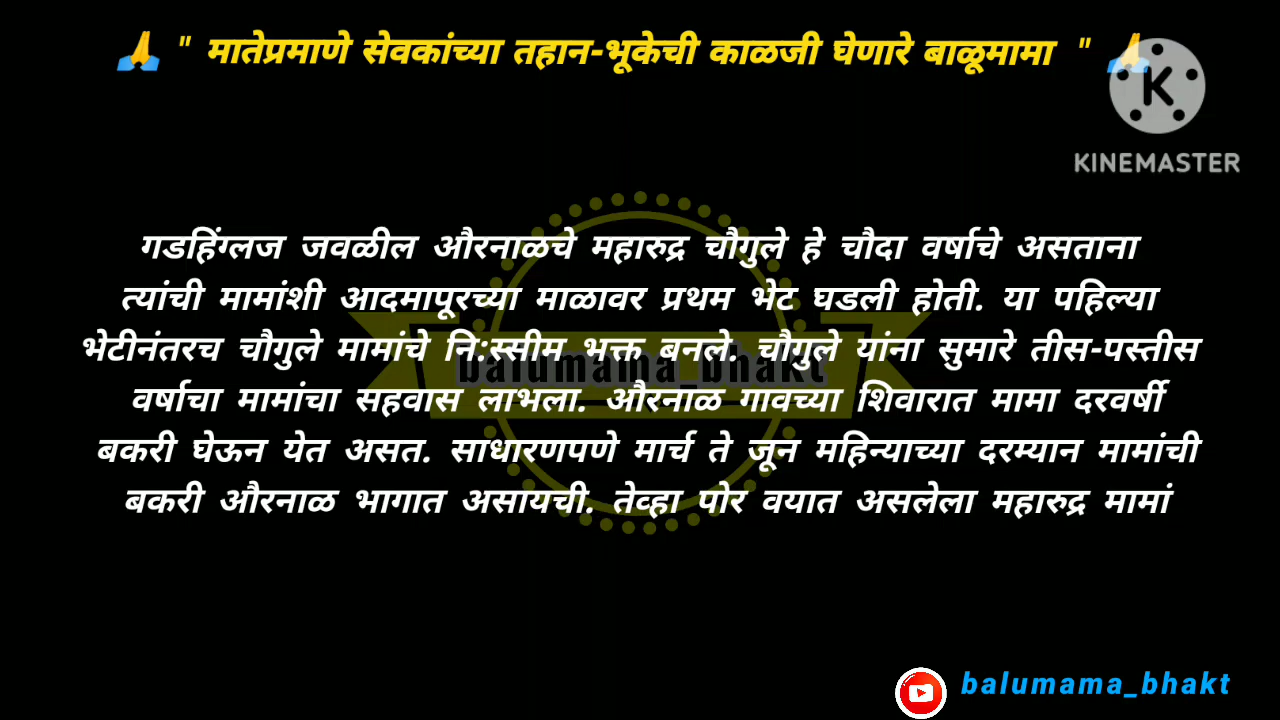 🙏 " मातेप्रमाणे सेवकांच्या तहान-भूकेची काळजी घेणारे बाळूमामा " 🙏
KINEMASTER
गडहिंग्लज जवळील औरनाळचे महारुद्र चौगुले हे चौदा वर्षाचे असताना
त्यांची मामांशी आदमापूरच्या माळावर प्रथम भेट घडली होती. या पहिल्या
भेटीनंतरच चौगुले मामांचे नि:स्सीम भक्त बनले. चौगुले यांना सुमारे तीस-पस्तीस
balumama_bhakt
वर्षाचा मामांचा सहवास लाभला. औरनाळ गावच्या शिवारात मामा दरवर्षी
बकरी घेऊन येत असत. साधारणपणे मार्च ते जून महिन्याच्या दरम्यान मामांची
बकरी औरनाळ भागात असायची. तेव्हा पोर वयात असलेला महारुद्र मामां
balumama_bhakt